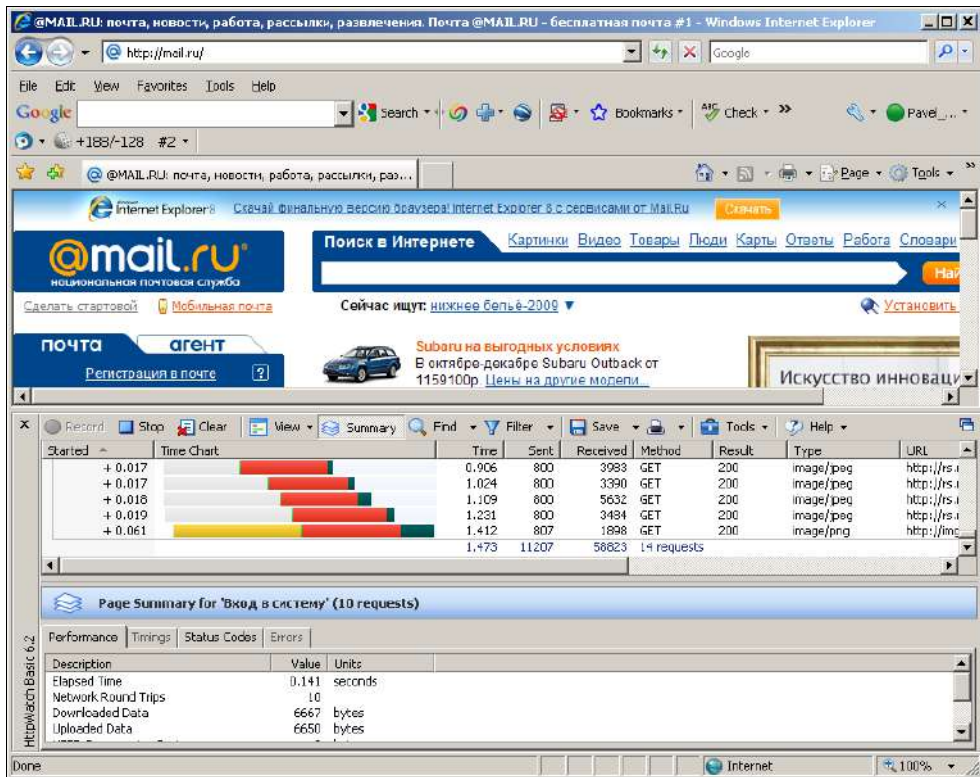 @MAIL.RU: почта, новости, работа, рассылки, развлечения. Почта @MAIL.RU - бесплатная почта #1 - Windows Internet Explorer
http://mail.ru/
Google
File Edit View Favorites Tools Help
Google Search Bookmarks ABC Check Pavel_...
+188/-128 #2
@MAIL.RU: почта, новости, работа, рассылки, раз... Page Tools
Internet Explorer 8 Скачай финальную версию браузера! Internet Explorer 8 с сервисами от Mail.Ru Скачать
@mail.ru
национальная почтовая служба
Поиск в Интернете Картинки Видео Товары Люди Карты Ответы Работа Словари
Най
Сделать стартовой Мобильная почта Сейчас ищут: нижнее бельё-2009 Установить
почта агент
Регистрация в почте ?
Subaru на выгодных условиях
В октябре-декабре Subaru Outback от
1159100р. Цены на другие модели...
Искусство инноваци
Record Stop Clear View Summary Find Filter Save Tools Help
Started Time Chart Time Sent Received Method Result Type URL
+ 0.017 0.906 800 3983 GET 200 image/jpeg http://rs.r
+ 0.017 1.024 800 3390 GET 200 image/jpeg http://rs.r
+ 0.018 1.109 800 5632 GET 200 image/jpeg http://rs.r
+ 0.019 1.231 800 3484 GET 200 image/jpeg http://rs.r
+ 0.061 1.412 807 1898 GET 200 image/png http://img
1.473 11207 58823 14 requests
Page Summary for 'Вход в систему' (10 requests)
Performance Timings Status Codes Errors
Description Value Units
Elapsed Time 0.141 seconds
Network Round Trips 10
Downloaded Data 6667 bytes
Uploaded Data 6650 bytes
HttpWatch Basic 6.2
Done Internet 100%